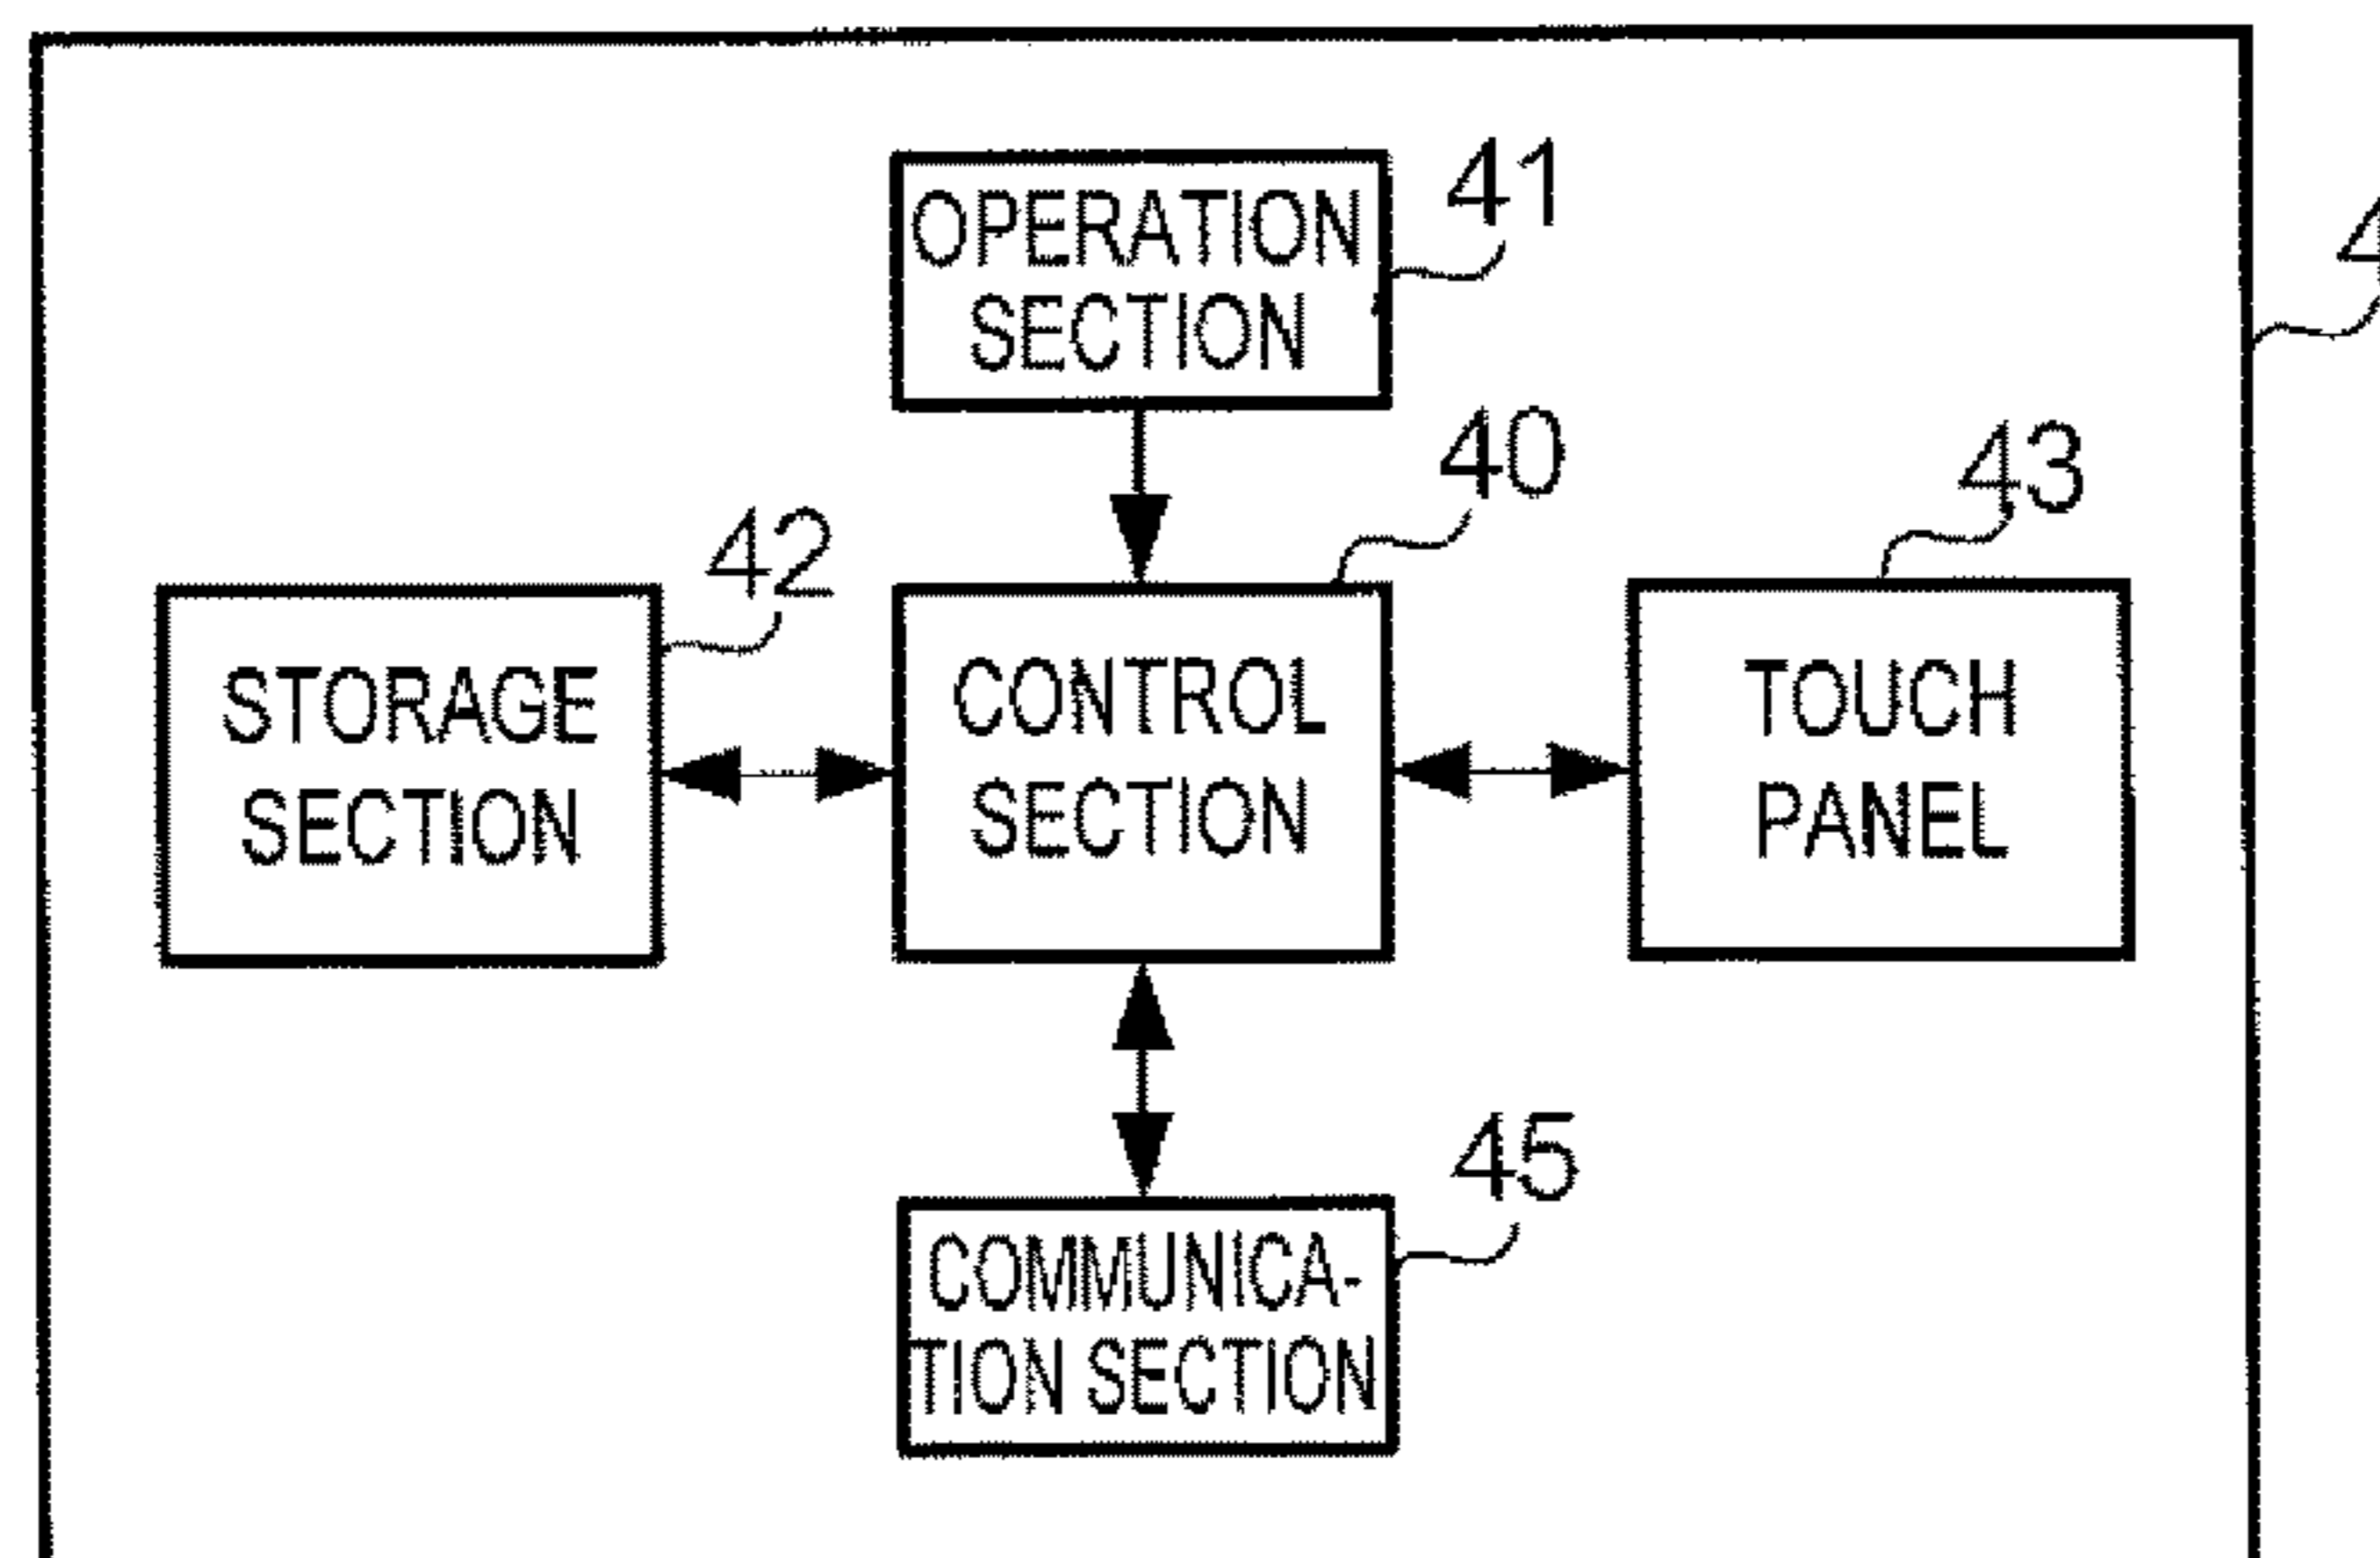 41
OPERATION
SECTION
40
43
42
STORAGE
SECTION
CONTROL
SECTION
TOUCH
PANEL
45
COMMUNICA-
TION SECTION